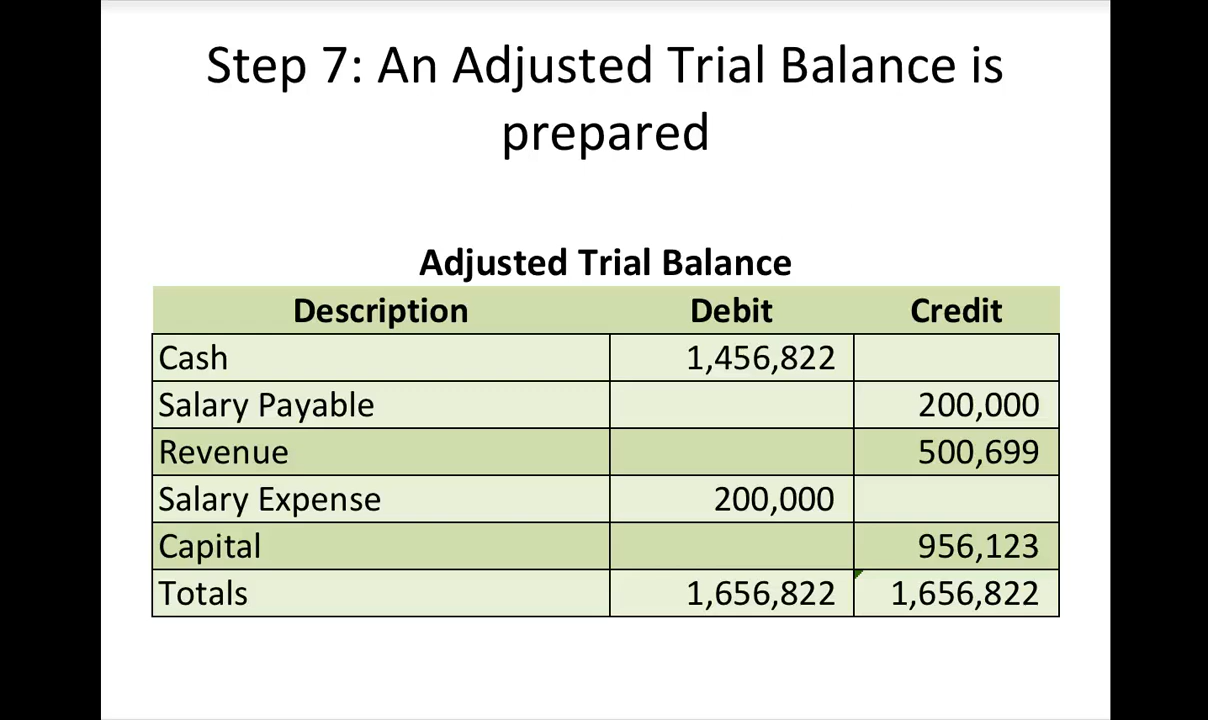 Step 7: An Adjusted Trial Balance is
prepared
Adjusted Trial Balance
Description Debit Credit
Cash 1,456,822
Salary Payable 200,000
Revenue 500,699
Salary Expense 200,000
Capital 956,123
Totals 1,656,822 1,656,822